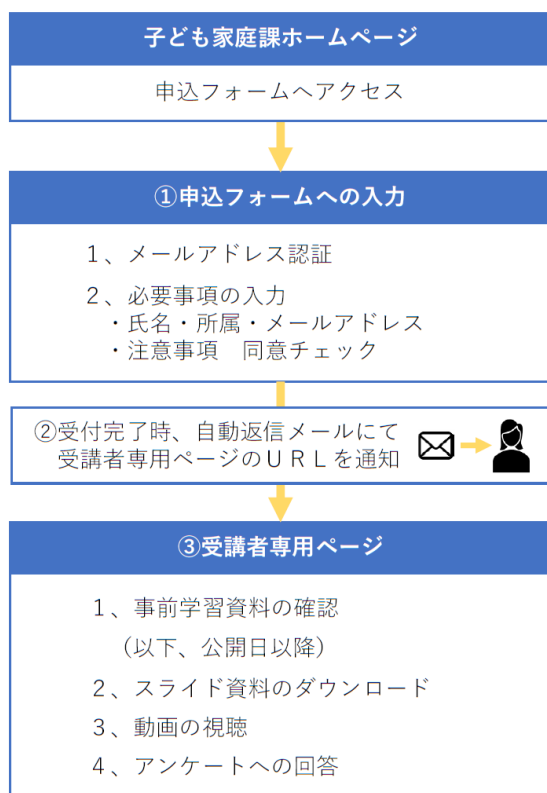 子ども家庭課ホームページ
申込フォームへアクセス
①申込フォームへの入力
１、メールアドレス認証
２、必要事項の入力
・氏名・所属・メールアドレス
・注意事項　同意チェック
②受付完了時、自動返信メールにて
受講者専用ページのＵＲＬを通知
③受講者専用ページ
１、事前学習資料の確認
（以下、公開日以降）
２、スライド資料のダウンロード
３、動画の視聴
４、アンケートへの回答